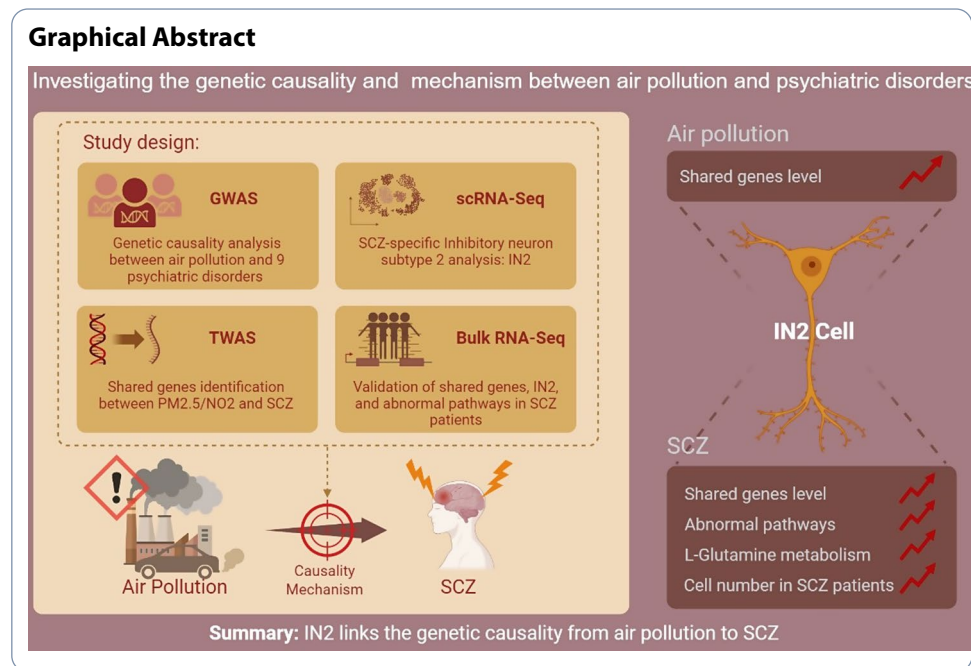 Graphical Abstract
Investigating the genetic causality and mechanism between air pollution and psychiatric disorders
Study design:
GWAS
Genetic causality analysis
between air pollution and 9
psychiatric disorders
scRNA-Seq
SCZ-specific Inhibitory neuron
subtype 2 analysis: IN2
TWAS
Shared genes identification
between PM2.5/NO2 and SCZ
Bulk RNA-Seq
Validation of shared genes, IN2,
and abnormal pathways in SCZ
patients
!
Air Pollution
Causality
Mechanism
SCZ
Air pollution
Shared genes level
IN2 Cell
SCZ
Shared genes level
Abnormal pathways
L-Glutamine metabolism
Cell number in SCZ patients
Summary: IN2 links the genetic causality from air pollution to SCZ